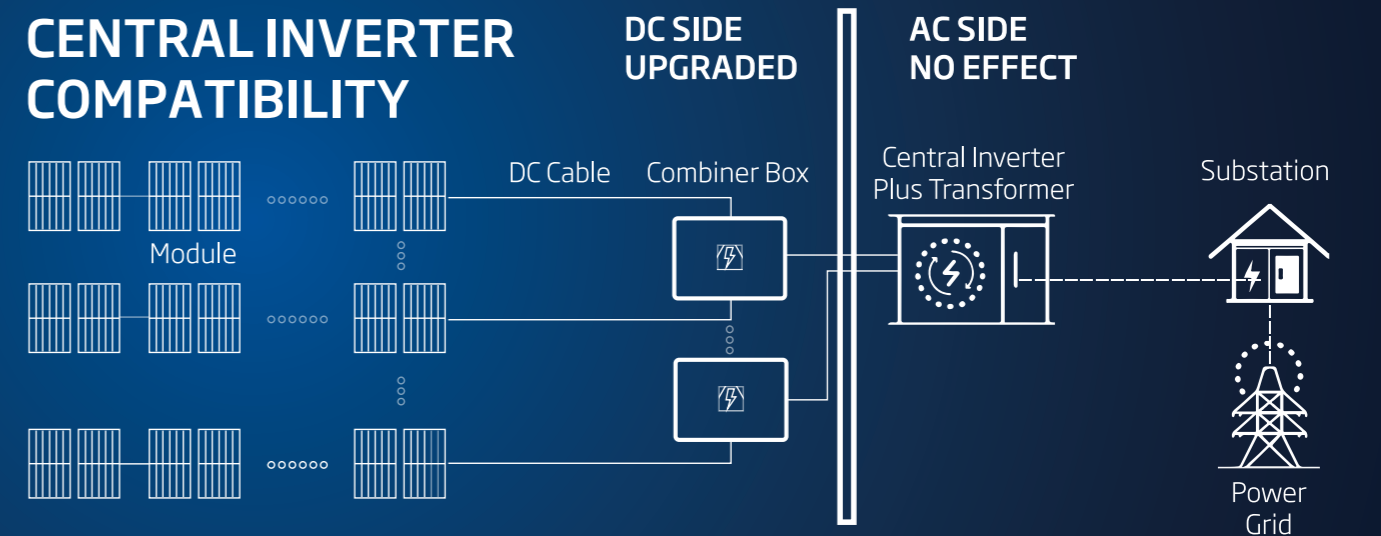 CENTRAL INVERTER
COMPATIBILITY
DC SIDE
UPGRADED
AC SIDE
NO EFFECT
DC Cable
Combiner Box
Central Inverter
Plus Transformer
Substation
Module
Power
Grid